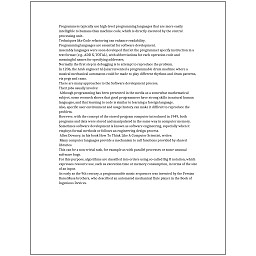 Programmers typically use high-level programming languages that are more easily
intelligible to humans than machine code, which is directly executed by the central
processing unit.
Techniques like Code refactoring can enhance readability.
Programming languages are essential for software development.
Assembly languages were soon developed that let the programmer specify instruction in a
text format (e.g., ADD X, TOTAL), with abbreviations for each operation code and
meaningful names for specifying addresses.
Normally the first step in debugging is to attempt to reproduce the problem.
In 1206, the Arab engineer Al-Jazari invented a programmable drum machine where a
musical mechanical automaton could be made to play different rhythms and drum patterns,
via pegs and cams.
There are many approaches to the Software development process.
Their jobs usually involve:
Although programming has been presented in the media as a somewhat mathematical
subject, some research shows that good programmers have strong skills in natural human
languages, and that learning to code is similar to learning a foreign language.
Also, specific user environment and usage history can make it difficult to reproduce the
problem.
However, with the concept of the stored-program computer introduced in 1949, both
programs and data were stored and manipulated in the same way in computer memory.
Sometimes software development is known as software engineering, especially when it
employs formal methods or follows an engineering design process.
Allen Downey, in his book How To Think Like A Computer Scientist, writes:
Many computer languages provide a mechanism to call functions provided by shared
libraries.
This can be a non-trivial task, for example as with parallel processes or some unusual
software bugs.
For this purpose, algorithms are classified into orders using so-called Big O notation, which
expresses resource use, such as execution time or memory consumption, in terms of the size
of an input.
As early as the 9th century, a programmable music sequencer was invented by the Persian
Banu Musa brothers, who described an automated mechanical flute player in the Book of
Ingenious Devices.